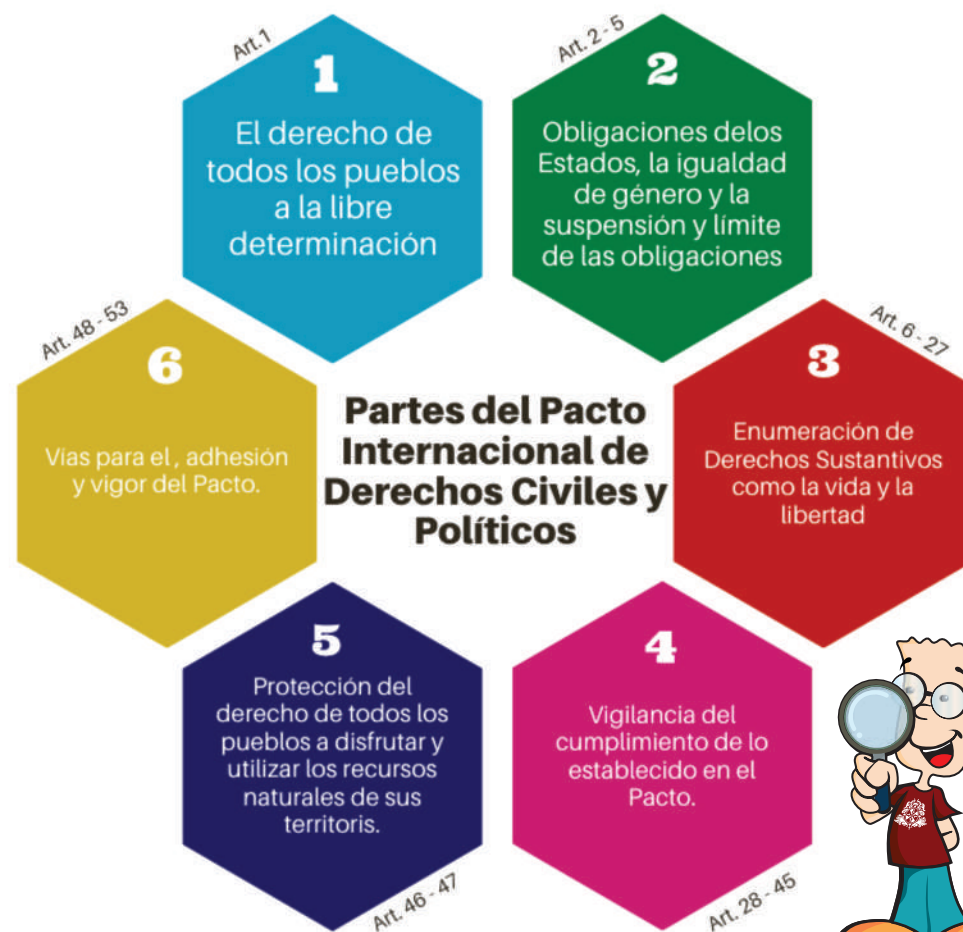 Partes del Pacto
Internacional de
Derechos Civiles y
Políticos
Art.1
1
El derecho de
todos los pueblos
a la libre
determinación
Art. 2 - 5
2
Obligaciones delos
Estados, la igualdad
de género y la
suspensión y límite
de las obligaciones
Art. 6 - 27
3
Enumeración de
Derechos Sustantivos
como la vida y la
libertad
4
Vigilancia del
cumplimiento de lo
establecido en el
Pacto.
Art. 28 - 45
5
Protección del
derecho de todos los
pueblos a disfrutar y
utilizar los recursos
naturales de sus
territoris.
Art. 46 - 47
Art. 48 - 53
6
Vías para el , adhesión
y vigor del Pacto.